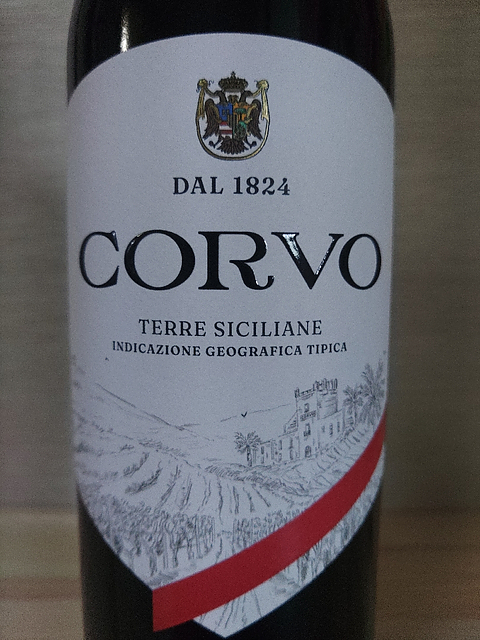 DAL 1824
CORVO
TERRE SICILIANE
INDICAZIONE GEOGRAFICA TIPICA